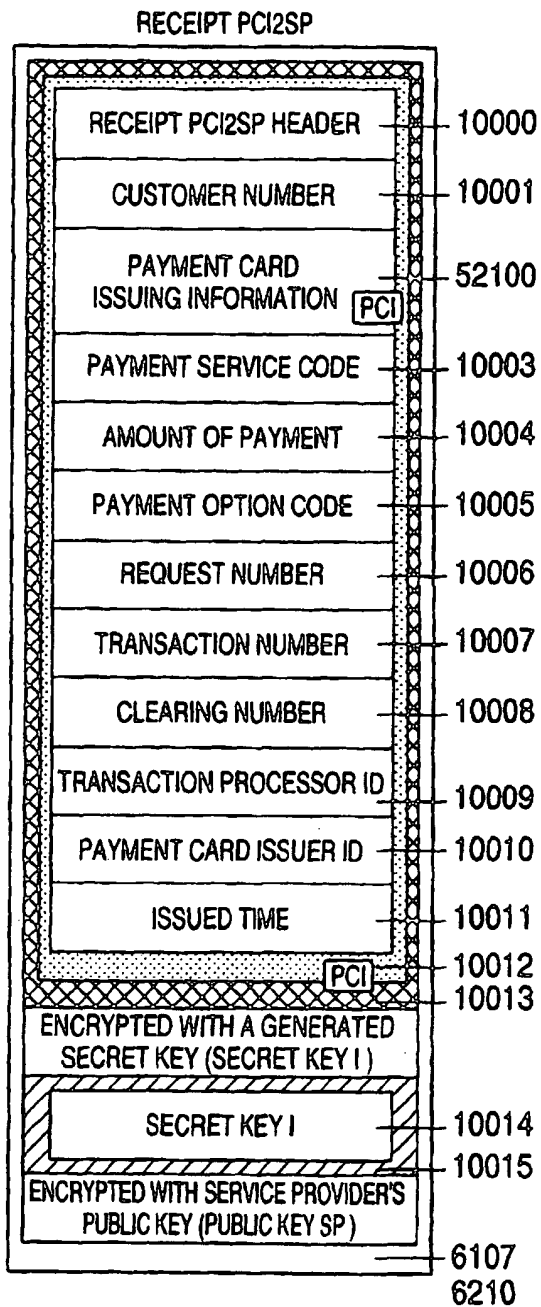 RECEIPT PCI2SP
RECEIPT PCI2SP HEADER 10000
CUSTOMER NUMBER 10001
PAYMENT CARD
ISSUING INFORMATION 52100
PCI
PAYMENT SERVICE CODE 10003
AMOUNT OF PAYMENT 10004
PAYMENT OPTION CODE 10005
REQUEST NUMBER 10006
TRANSACTION NUMBER 10007
CLEARING NUMBER 10008
TRANSACTION PROCESSOR ID 10009
PAYMENT CARD ISSUER ID 10010
ISSUED TIME 10011
PCI 10012
10013
ENCRYPTED WITH A GENERATED
SECRET KEY (SECRET KEY I)
SECRET KEY I 10014
10015
ENCRYPTED WITH SERVICE PROVIDER'S
PUBLIC KEY (PUBLIC KEY SP)
6107
6210